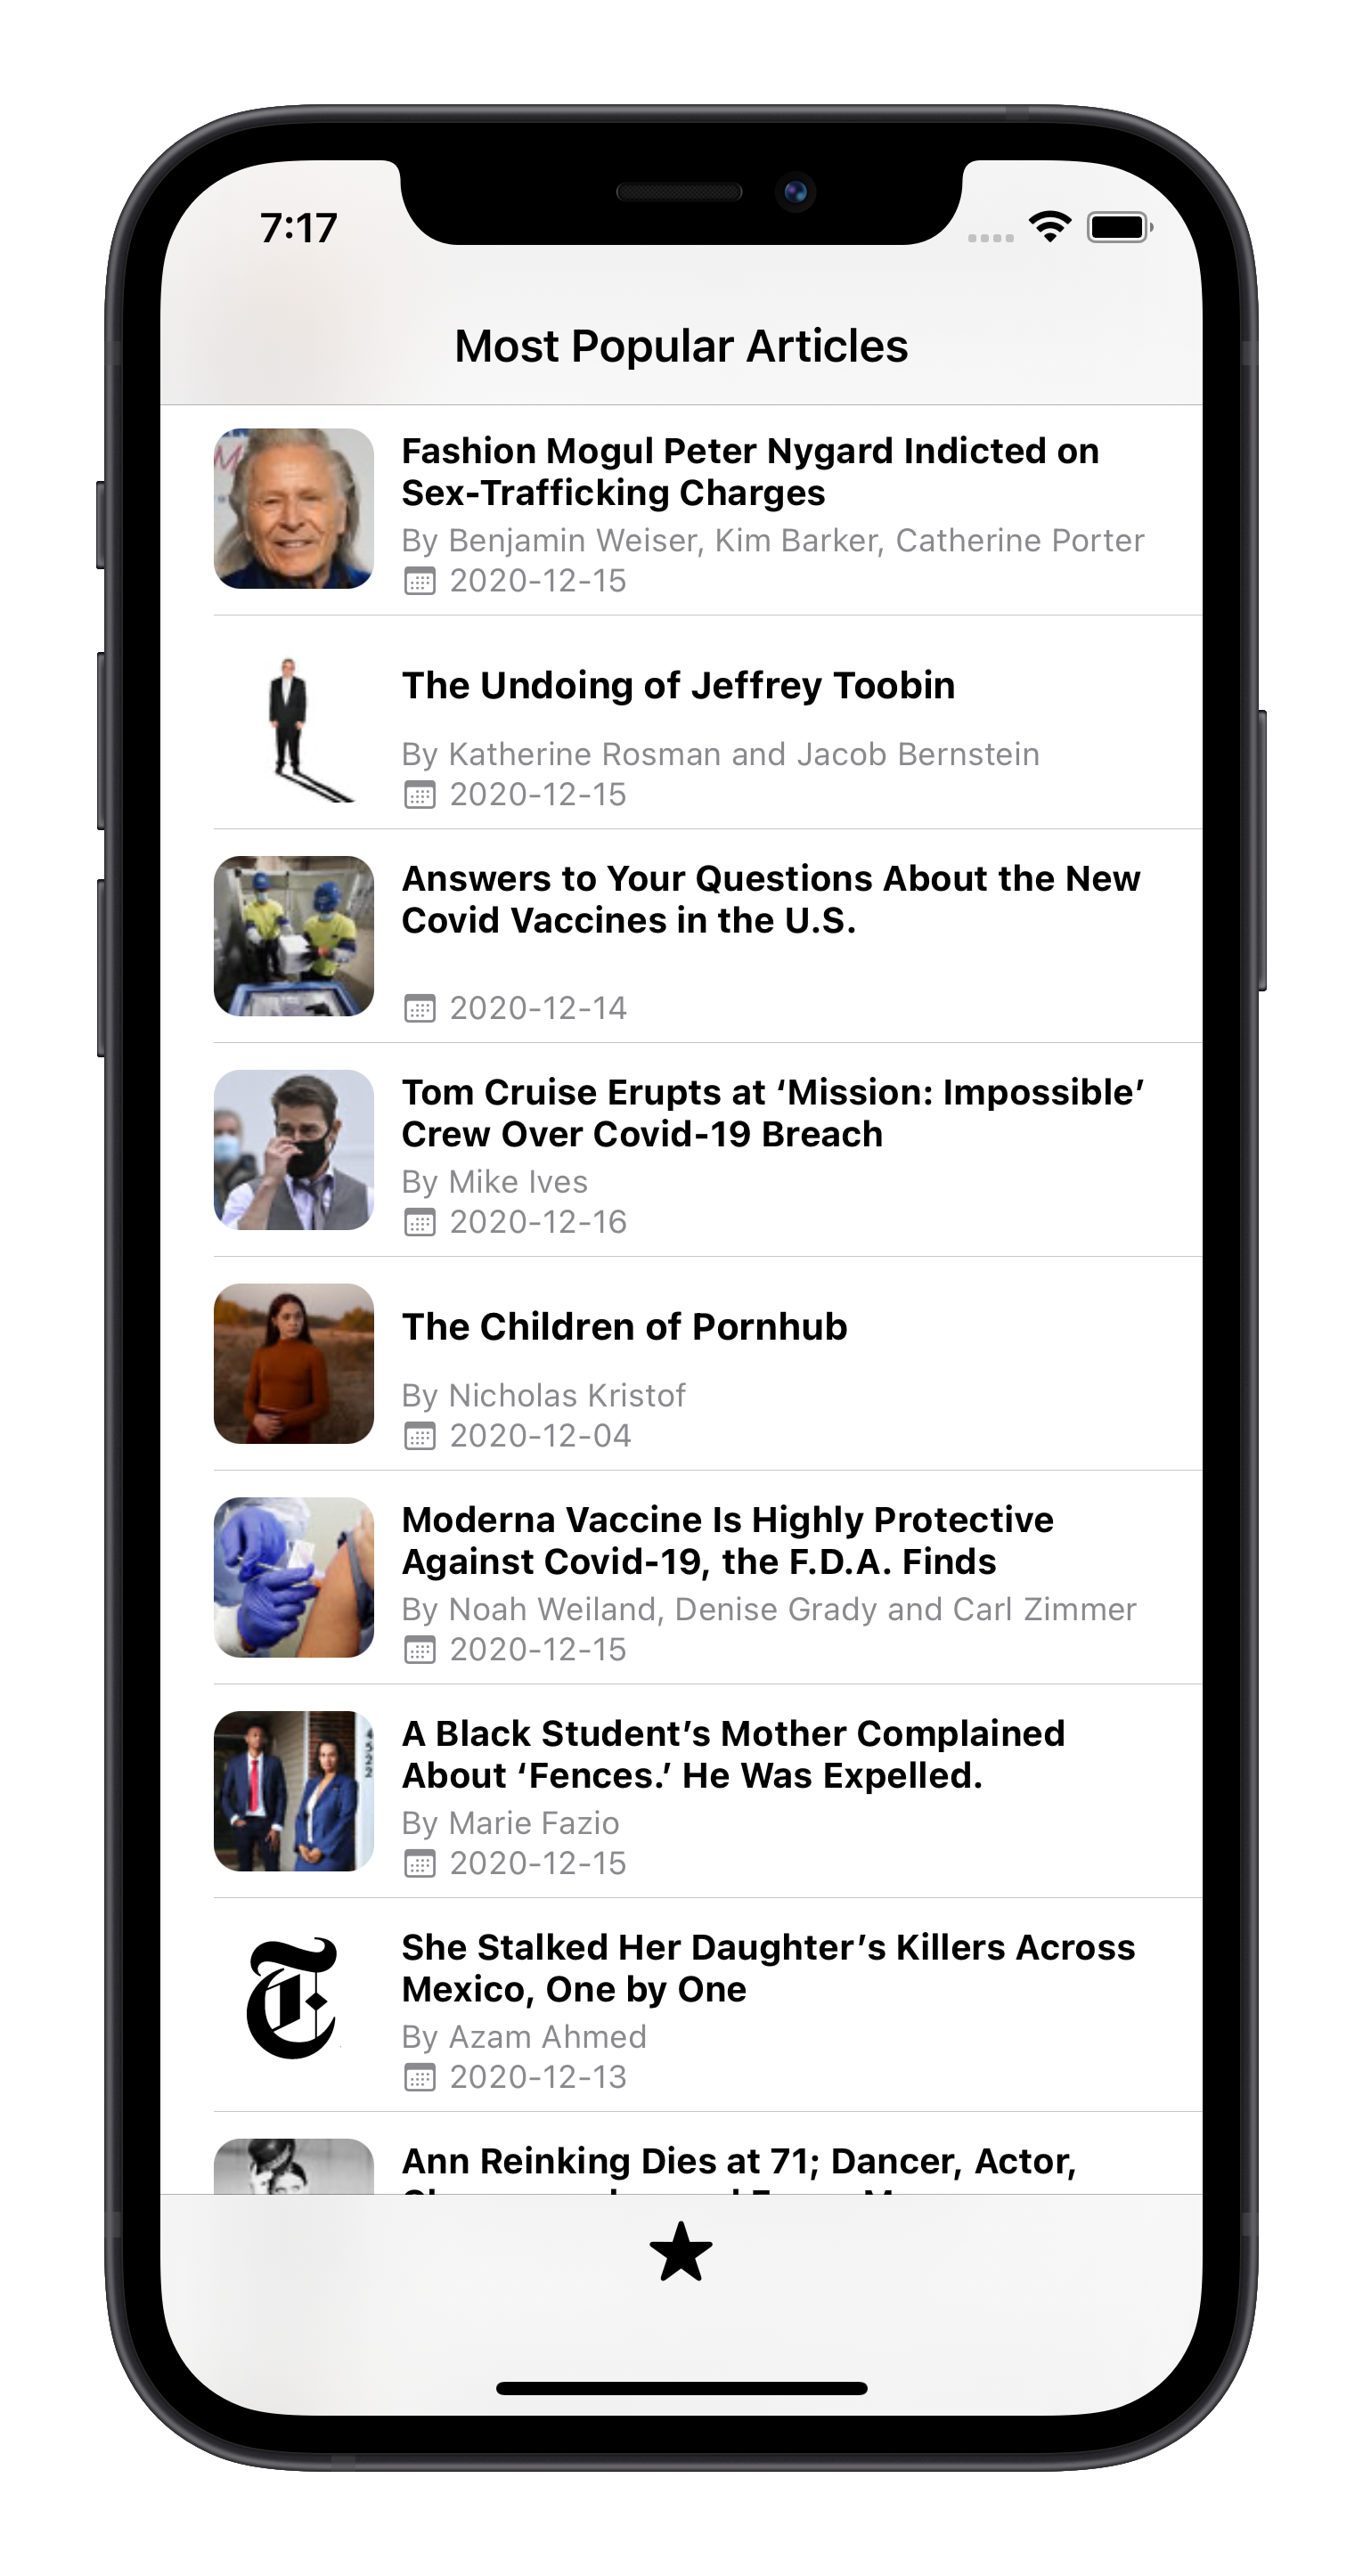 7:17
Most Popular Articles
Fashion Mogul Peter Nygard Indicted on
Sex-Trafficking Charges
By Benjamin Weiser, Kim Barker, Catherine Porter
2020-12-15
The Undoing of Jeffrey Toobin
By Katherine Rosman and Jacob Bernstein
2020-12-15
Answers to Your Questions About the New
Covid Vaccines in the U.S.
2020-12-14
Tom Cruise Erupts at ‘Mission: Impossible’
Crew Over Covid-19 Breach
By Mike Ives
2020-12-16
The Children of Pornhub
By Nicholas Kristof
2020-12-04
Moderna Vaccine Is Highly Protective
Against Covid-19, the F.D.A. Finds
By Noah Weiland, Denise Grady and Carl Zimmer
2020-12-15
A Black Student’s Mother Complained
About ‘Fences.’ He Was Expelled.
By Marie Fazio
2020-12-15
T
She Stalked Her Daughter’s Killers Across
Mexico, One by One
By Azam Ahmed
2020-12-13
Ann Reinking Dies at 71; Dancer, Actor,